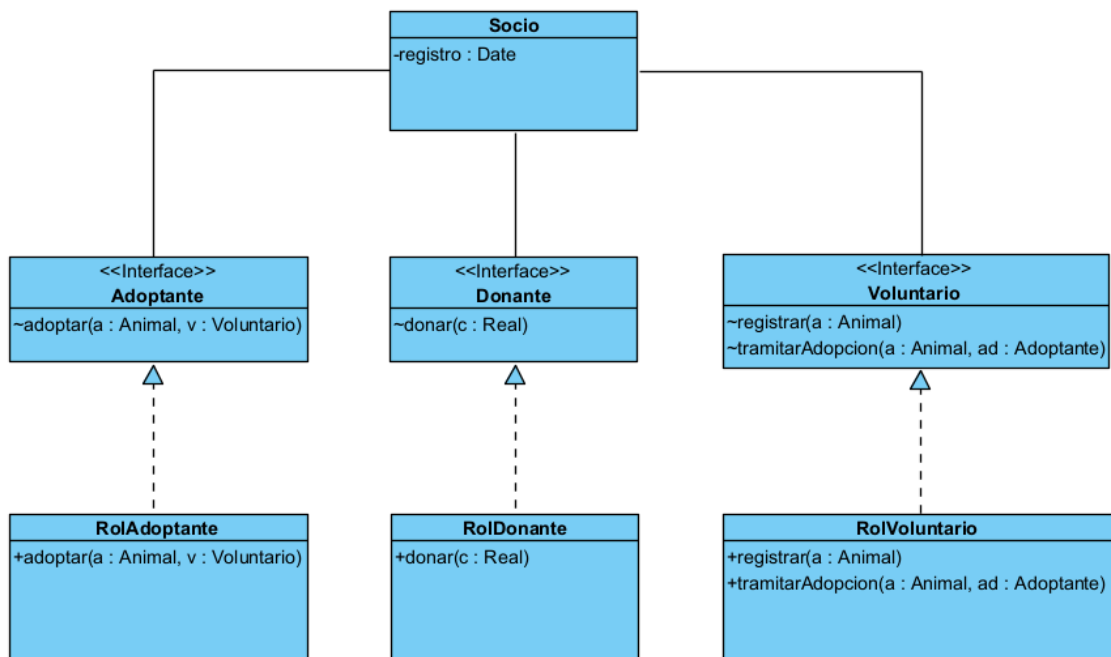 Socio
-registro : Date
<<Interface>>
Adoptante
~adoptar(a : Animal, v : Voluntario)
<<Interface>>
Donante
~donar(c : Real)
<<Interface>>
Voluntario
~registrar(a : Animal)
~tramitarAdopcion(a : Animal, ad : Adoptante)
RolAdoptante
+adoptar(a : Animal, v : Voluntario)
RolDonante
+donar(c : Real)
RolVoluntario
+registrar(a : Animal)
+tramitarAdopcion(a : Animal, ad : Adoptante)